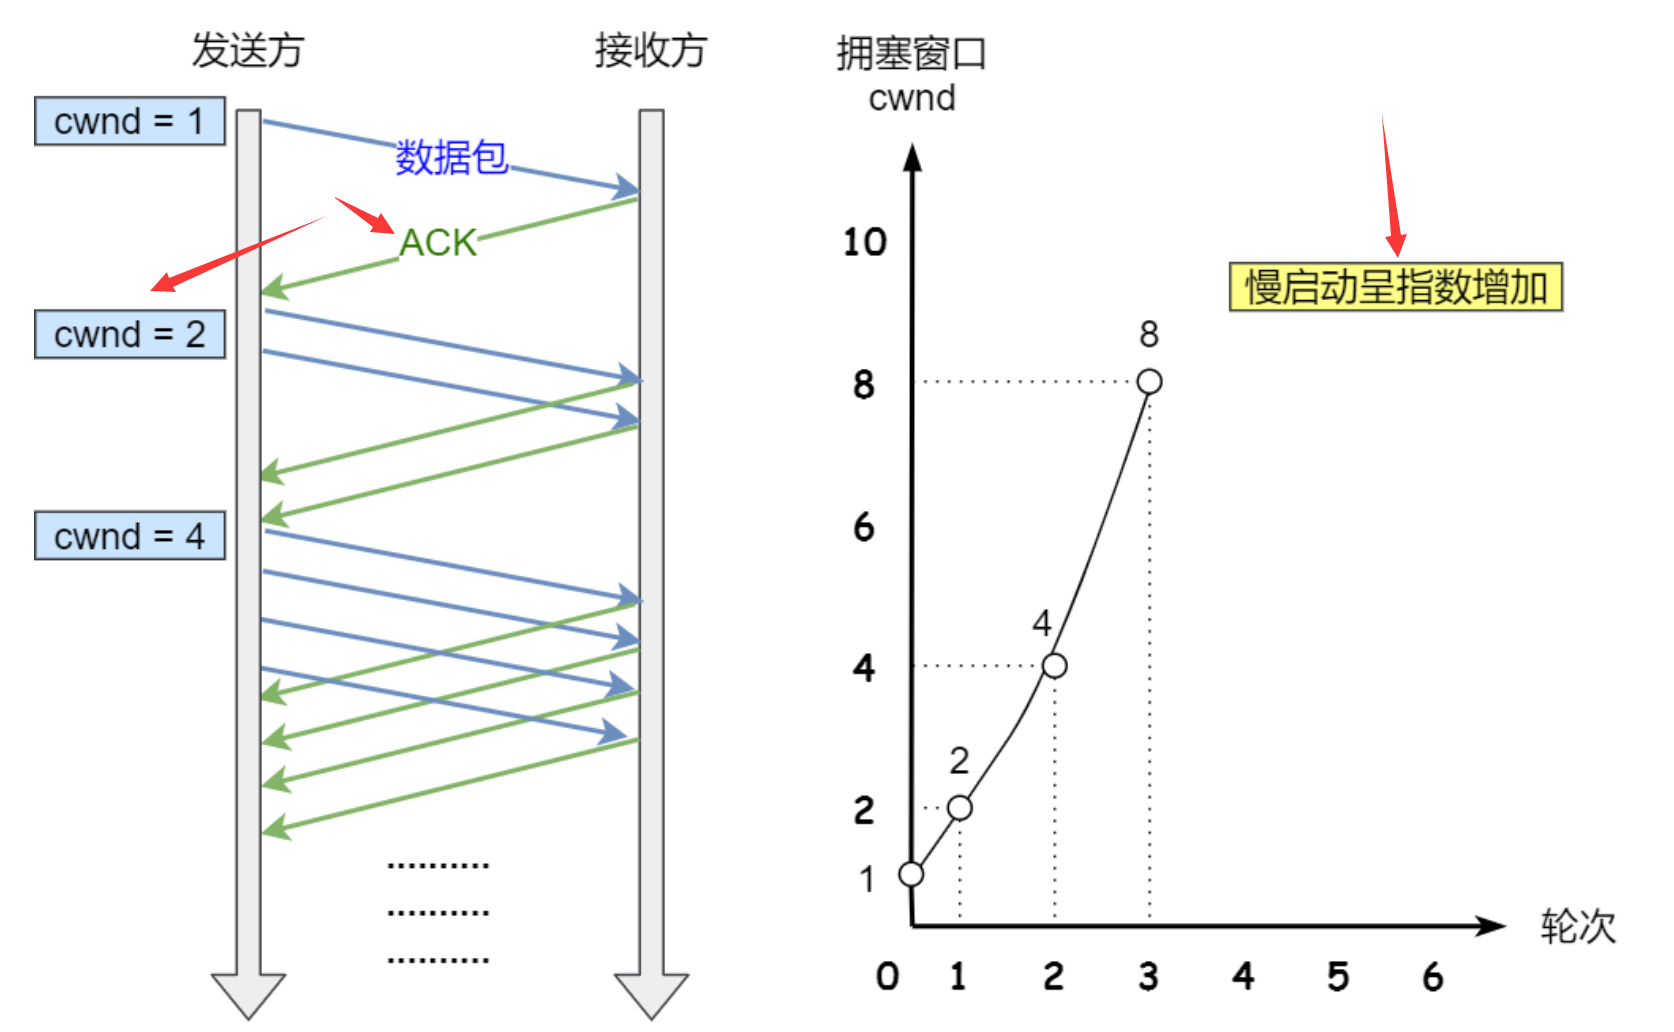 发送方
接收方
cwnd = 1
数据包
ACK
cwnd = 2
cwnd = 4
..........
..........
..........
拥塞窗口
cwnd
慢启动呈指数增加
10
8
6
4
2
1
8
4
2
0 1 2 3 4 5 6
轮次